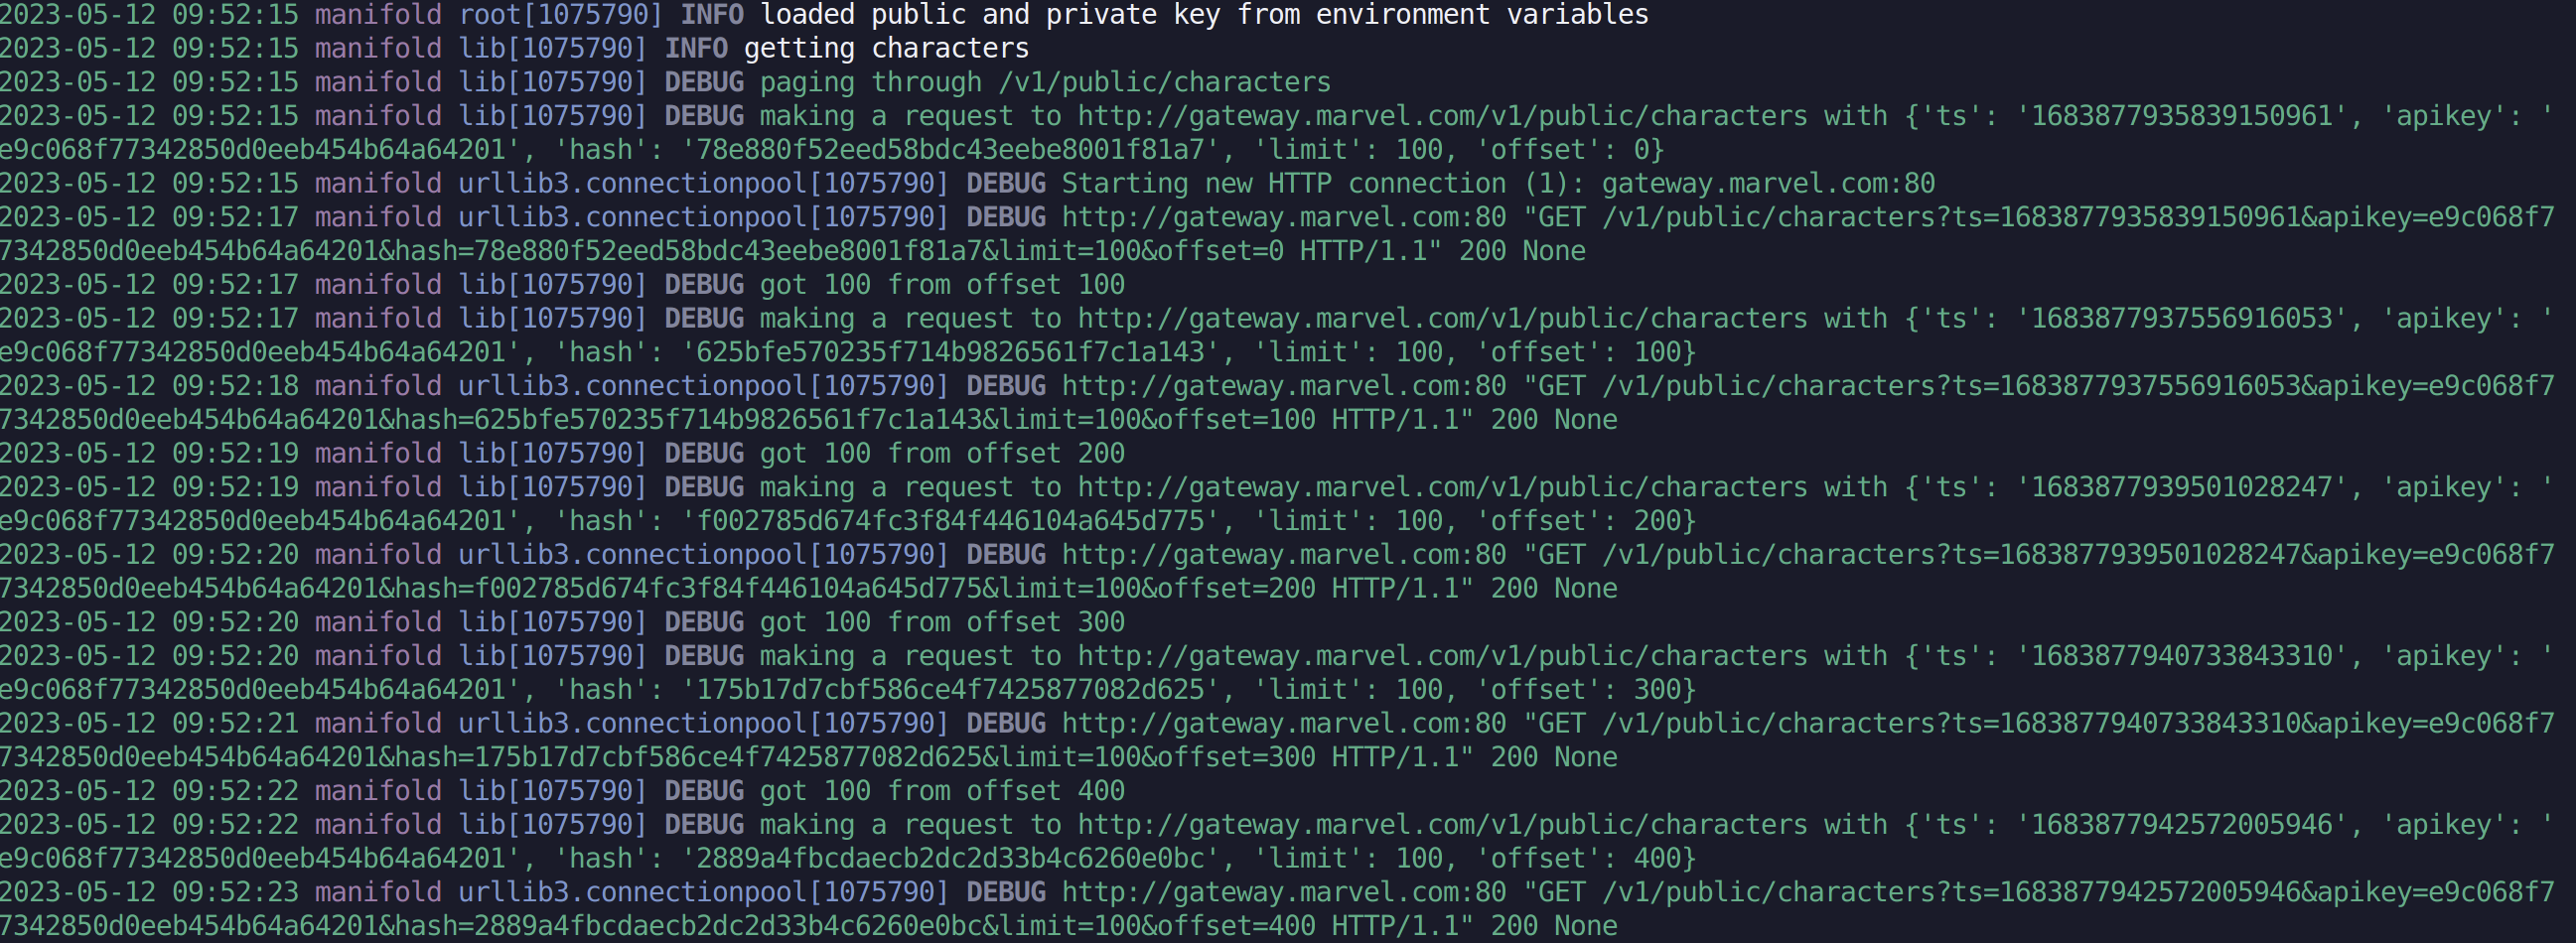 2023-05-12 09:52:15 manifold root[1075790] INFO loaded public and private key from environment variables
2023-05-12 09:52:15 manifold lib[1075790] INFO getting characters
2023-05-12 09:52:15 manifold lib[1075790] DEBUG paging through /v1/public/characters
2023-05-12 09:52:15 manifold lib[1075790] DEBUG making a request to http://gateway.marvel.com/v1/public/characters with {'ts': '1683877935839150961', 'apikey': '
e9c068f77342850d0eeb454b64a64201', 'hash': '78e880f52eed58bdc43eebe8001f81a7', 'limit': 100, 'offset': 0}
2023-05-12 09:52:15 manifold urllib3.connectionpool[1075790] DEBUG Starting new HTTP connection (1): gateway.marvel.com:80
2023-05-12 09:52:17 manifold urllib3.connectionpool[1075790] DEBUG http://gateway.marvel.com:80 "GET /v1/public/characters?ts=1683877935839150961&apikey=e9c068f7
7342850d0eeb454b64a64201&hash=78e880f52eed58bdc43eebe8001f81a7&limit=100&offset=0 HTTP/1.1" 200 None
2023-05-12 09:52:17 manifold lib[1075790] DEBUG got 100 from offset 100
2023-05-12 09:52:17 manifold lib[1075790] DEBUG making a request to http://gateway.marvel.com/v1/public/characters with {'ts': '1683877937556916053', 'apikey': '
e9c068f77342850d0eeb454b64a64201', 'hash': '625bfe570235f714b9826561f7c1a143', 'limit': 100, 'offset': 100}
2023-05-12 09:52:18 manifold urllib3.connectionpool[1075790] DEBUG http://gateway.marvel.com:80 "GET /v1/public/characters?ts=1683877937556916053&apikey=e9c068f7
7342850d0eeb454b64a64201&hash=625bfe570235f714b9826561f7c1a143&limit=100&offset=100 HTTP/1.1" 200 None
2023-05-12 09:52:19 manifold lib[1075790] DEBUG got 100 from offset 200
2023-05-12 09:52:19 manifold lib[1075790] DEBUG making a request to http://gateway.marvel.com/v1/public/characters with {'ts': '1683877939501028247', 'apikey': '
e9c068f77342850d0eeb454b64a64201', 'hash': 'f002785d674fc3f84f446104a645d775', 'limit': 100, 'offset': 200}
2023-05-12 09:52:20 manifold urllib3.connectionpool[1075790] DEBUG http://gateway.marvel.com:80 "GET /v1/public/characters?ts=1683877939501028247&apikey=e9c068f7
7342850d0eeb454b64a64201&hash=f002785d674fc3f84f446104a645d775&limit=100&offset=200 HTTP/1.1" 200 None
2023-05-12 09:52:20 manifold lib[1075790] DEBUG got 100 from offset 300
2023-05-12 09:52:20 manifold lib[1075790] DEBUG making a request to http://gateway.marvel.com/v1/public/characters with {'ts': '1683877940733843310', 'apikey': '
e9c068f77342850d0eeb454b64a64201', 'hash': '175b17d7cbf586ce4f7425877082d625', 'limit': 100, 'offset': 300}
2023-05-12 09:52:21 manifold urllib3.connectionpool[1075790] DEBUG http://gateway.marvel.com:80 "GET /v1/public/characters?ts=1683877940733843310&apikey=e9c068f7
7342850d0eeb454b64a64201&hash=175b17d7cbf586ce4f7425877082d625&limit=100&offset=300 HTTP/1.1" 200 None
2023-05-12 09:52:22 manifold lib[1075790] DEBUG got 100 from offset 400
2023-05-12 09:52:22 manifold lib[1075790] DEBUG making a request to http://gateway.marvel.com/v1/public/characters with {'ts': '1683877942572005946', 'apikey': '
e9c068f77342850d0eeb454b64a64201', 'hash': '2889a4fbcdaecb2dc2d33b4c6260e0bc', 'limit': 100, 'offset': 400}
2023-05-12 09:52:23 manifold urllib3.connectionpool[1075790] DEBUG http://gateway.marvel.com:80 "GET /v1/public/characters?ts=1683877942572005946&apikey=e9c068f7
7342850d0eeb454b64a64201&hash=2889a4fbcdaecb2dc2d33b4c6260e0bc&limit=100&offset=400 HTTP/1.1" 200 None